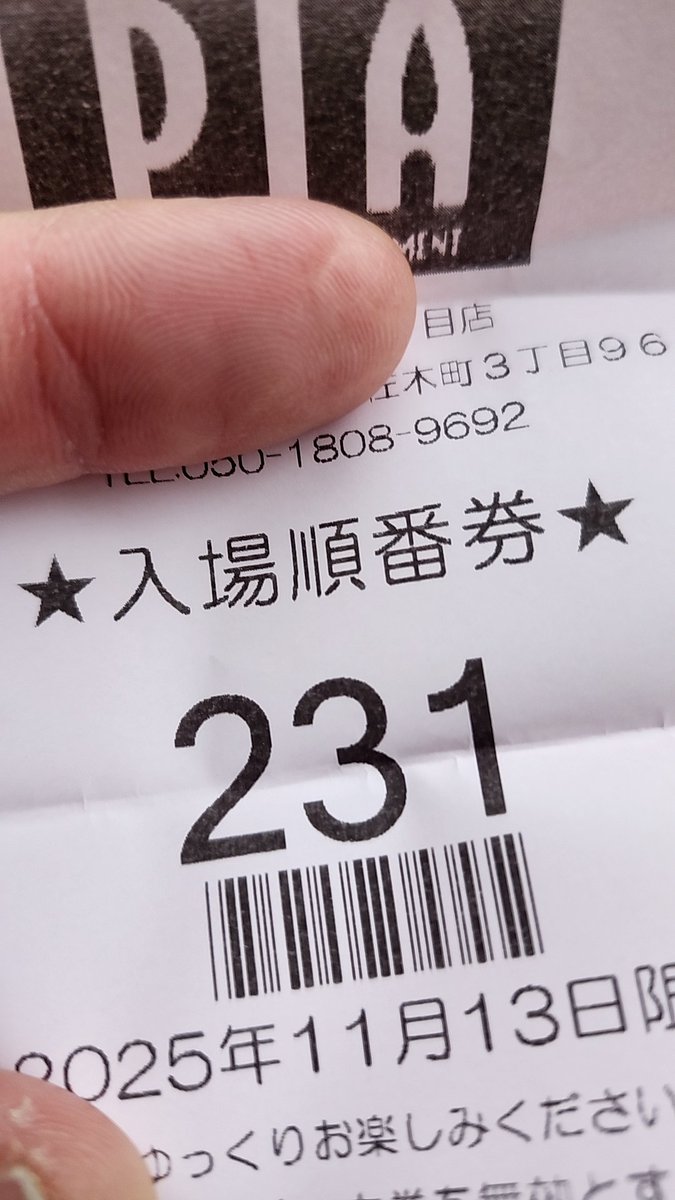 PIA
MENT
目店
佐木町3丁目96
TEL:050-1808-9692
★入場順番券★
231
2025年11月13日限
ゆっくりお楽しみください